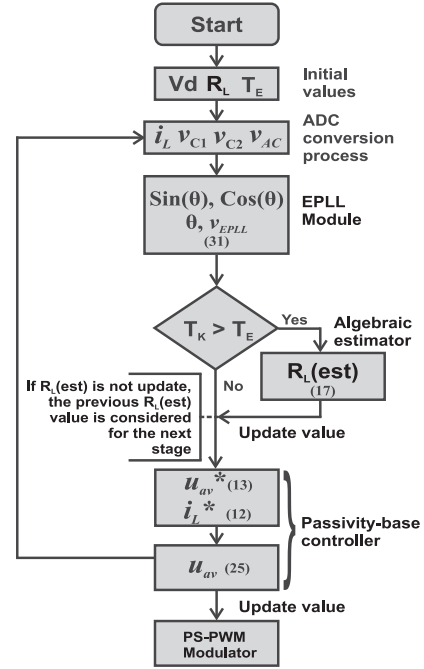 Start
Vd R_L T_E
Initial
values
i_L v_C1 v_C2 v_AC
ADC
conversion
process
Sin(θ), Cos(θ)
θ, v_EPLL
(31)
EPLL
Module
T_K > T_E
Yes
Algebraic
estimator
R_L(est)
(17)
No
If R_L(est) is not update,
the previous R_L(est)
value is considered
for the next
stage
Update value
u_av* (13)
i_L* (12)
Passivity-base
controller
u_av (25)
Update value
PS-PWM
Modulator